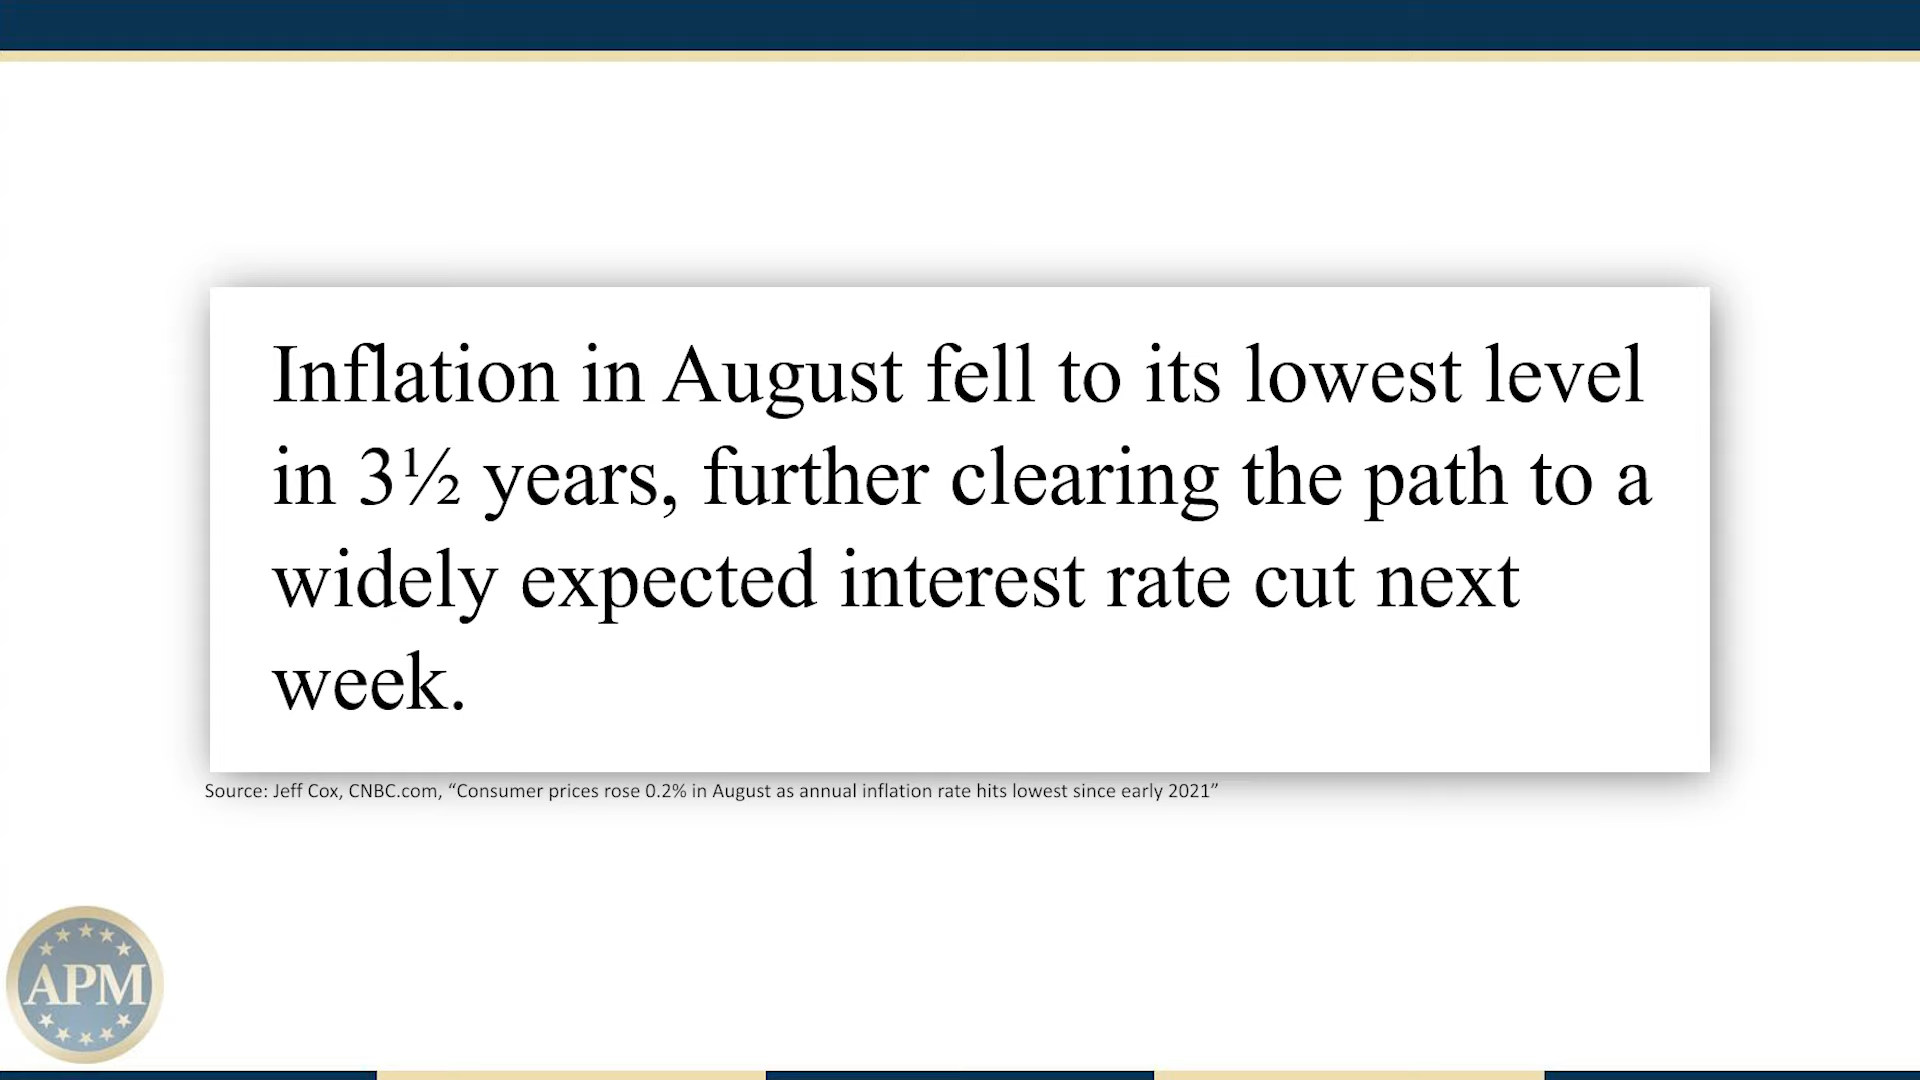 Inflation in August fell to its lowest level
in 3½ years, further clearing the path to a
widely expected interest rate cut next
week.
Source: Jeff Cox, CNBC.com, “Consumer prices rose 0.2% in August as annual inflation rate hits lowest since early 2021”
APM